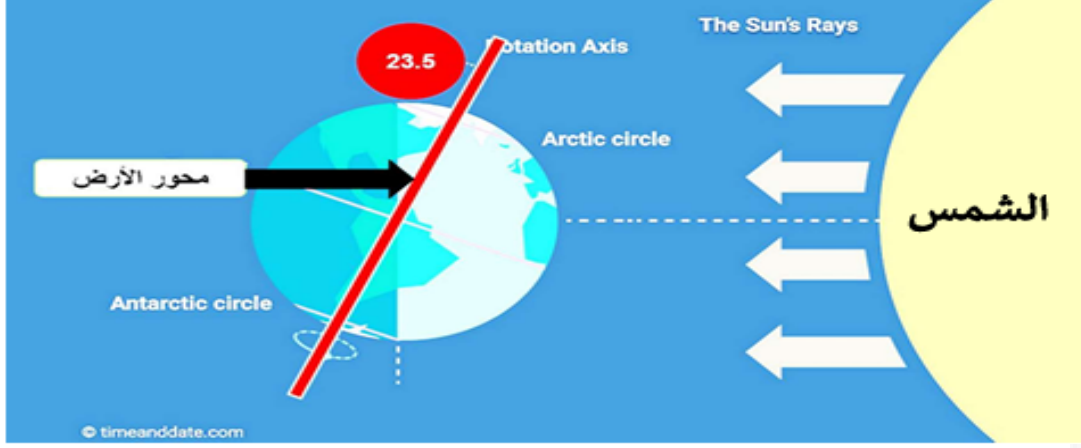 The Sun's Rays
23.5
otation Axis
Arctic circle
محور الأرض
الشمس
Antarctic circle
© timeanddate.com